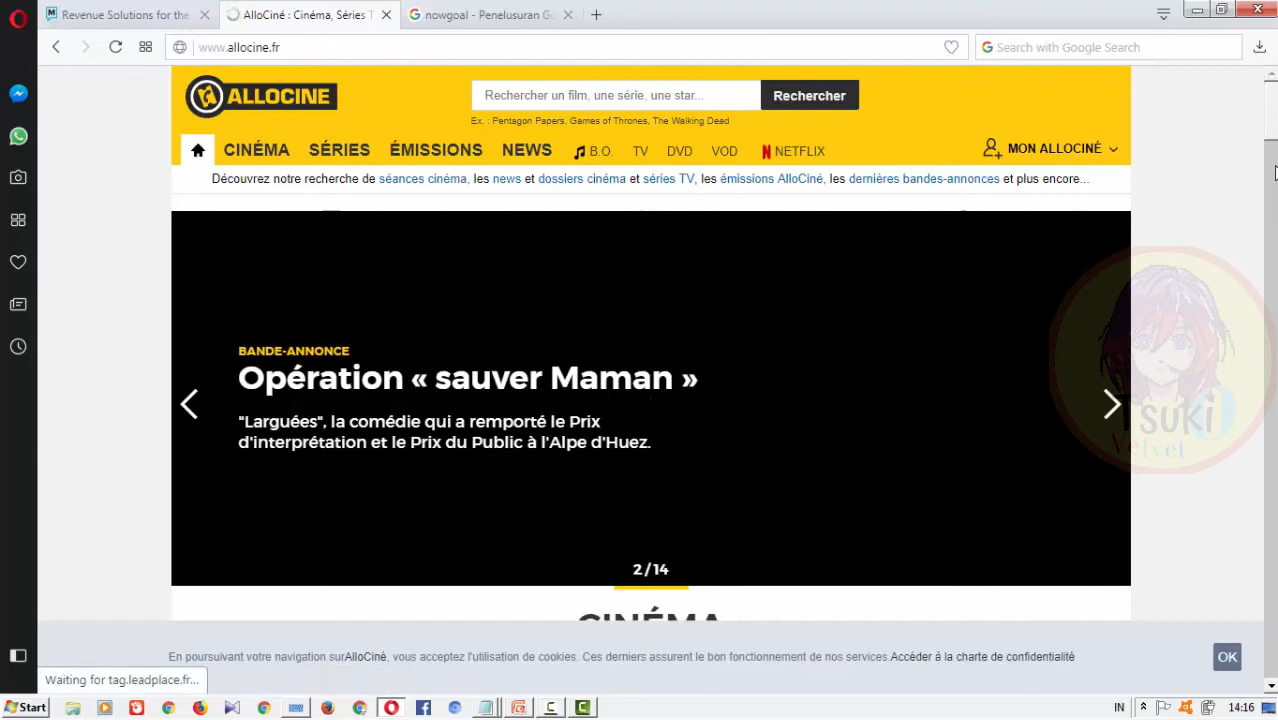 Revenue Solutions for the
AlloCiné : Cinéma, Séries T
nowgoal - Penelusuran Go
www.allocine.fr
Search with Google Search
ALLOCINE
Rechercher un film, une série, une star...
Rechercher
Ex. : Pentagon Papers, Games of Thrones, The Walking Dead
CINÉMA SÉRIES ÉMISSIONS NEWS B.O. TV DVD VOD NETFLIX
MON ALLOCINÉ
Découvrez notre recherche de séances cinéma, les news et dossiers cinéma et séries TV, les émissions AlloCiné, les dernières bandes-annonces et plus encore...
BANDE-ANNONCE
Opération « sauver Maman »
"Larguées", la comédie qui a remporté le Prix
d'interprétation et le Prix du Public à l'Alpe d'Huez.
TSUKI
Velvet
2/14
CINÉMA
En poursuivant votre navigation surAlloCiné, vous acceptez l'utilisation de cookies. Ces derniers assurent le bon fonctionnement de nos services.Accéder à la charte de confidentialité
OK
Waiting for tag.leadplace.fr...
Start
IN
14:16